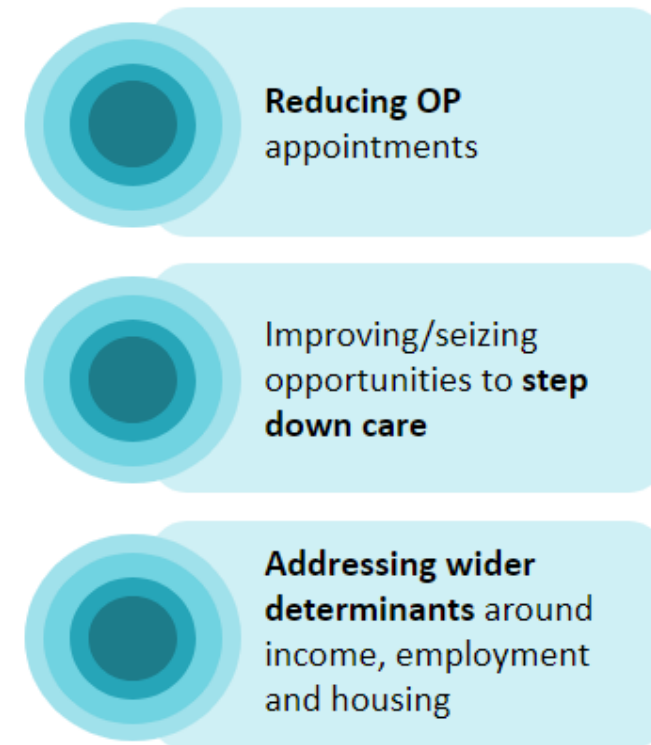 Reducing OP
appointments
Improving/seizing
opportunities to step
down care
Addressing wider
determinants around
income, employment
and housing